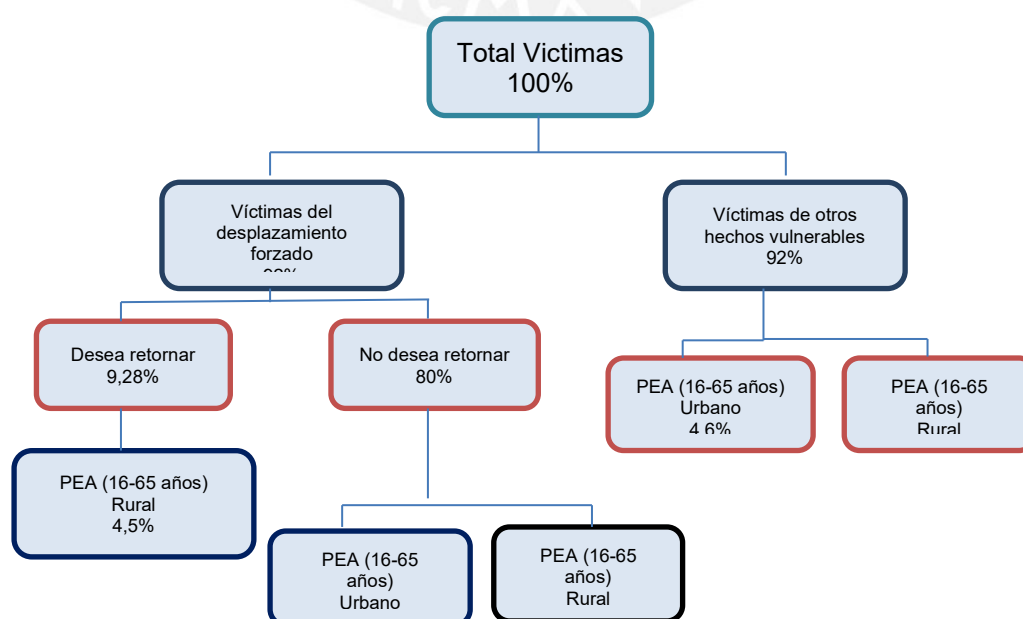 Total Victimas
100%
Víctimas del
desplazamiento
forzado
Víctimas de otros
hechos vulnerables
92%
Desea retornar
9,28%
No desea retornar
80%
PEA (16-65 años)
Urbano
4,6%
PEA (16-65
años)
Rural
PEA (16-65 años)
Rural
4,5%
PEA (16-65
años)
Urbano
PEA (16-65
años)
Rural